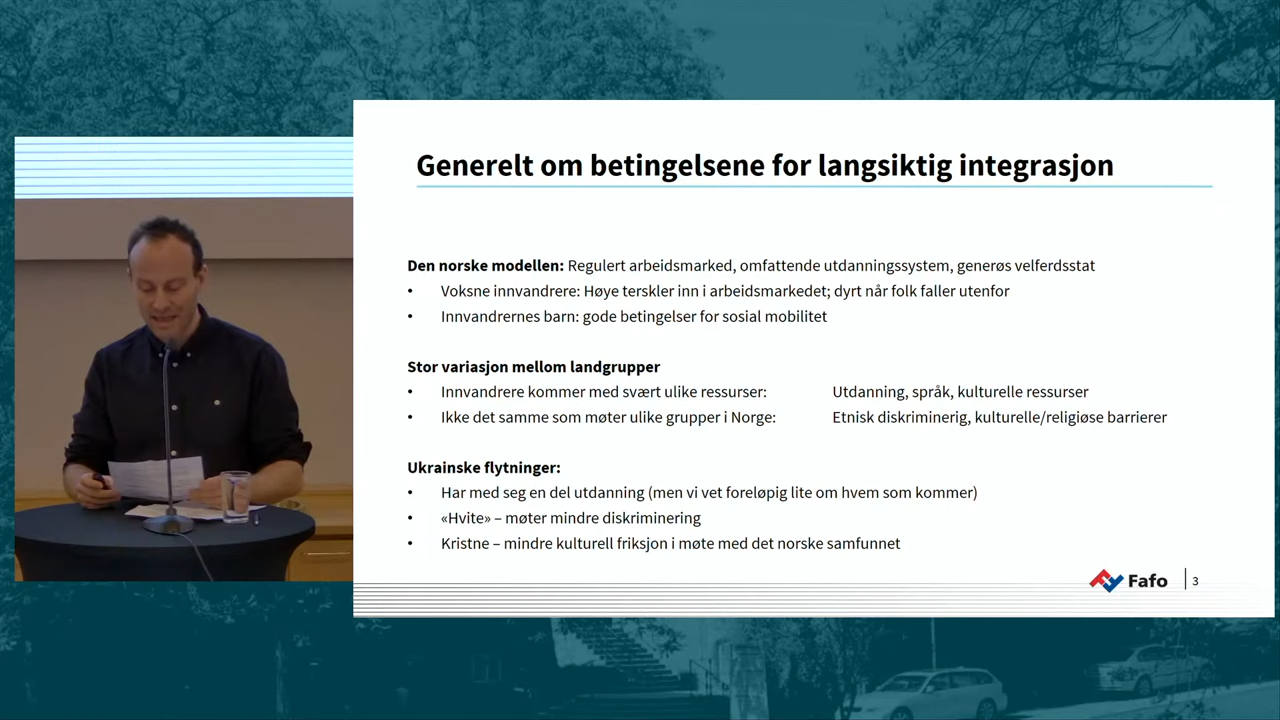 Generelt om betingelsene for langsiktig integrasjon
Den norske modellen: Regulert arbeidsmarked, omfattende utdanningssystem, generøs velferdsstat
• Voksne innvandrere: Høye terskler inn i arbeidsmarkedet; dyrt når folk faller utenfor
• Innvandrernes barn: gode betingelser for sosial mobilitet
Stor variasjon mellom landgrupper
• Innvandrere kommer med svært ulike ressurser: Utdanning, språk, kulturelle ressurser
• Ikke det samme som møter ulike grupper i Norge: Etnisk diskriminerig, kulturelle/religiøse barrierer
Ukrainske flytninger:
• Har med seg en del utdanning (men vi vet foreløpig lite om hvem som kommer)
• «Hvite» – møter mindre diskriminering
• Kristne – mindre kulturell friksjon i møte med det norske samfunnet
Fafo 3